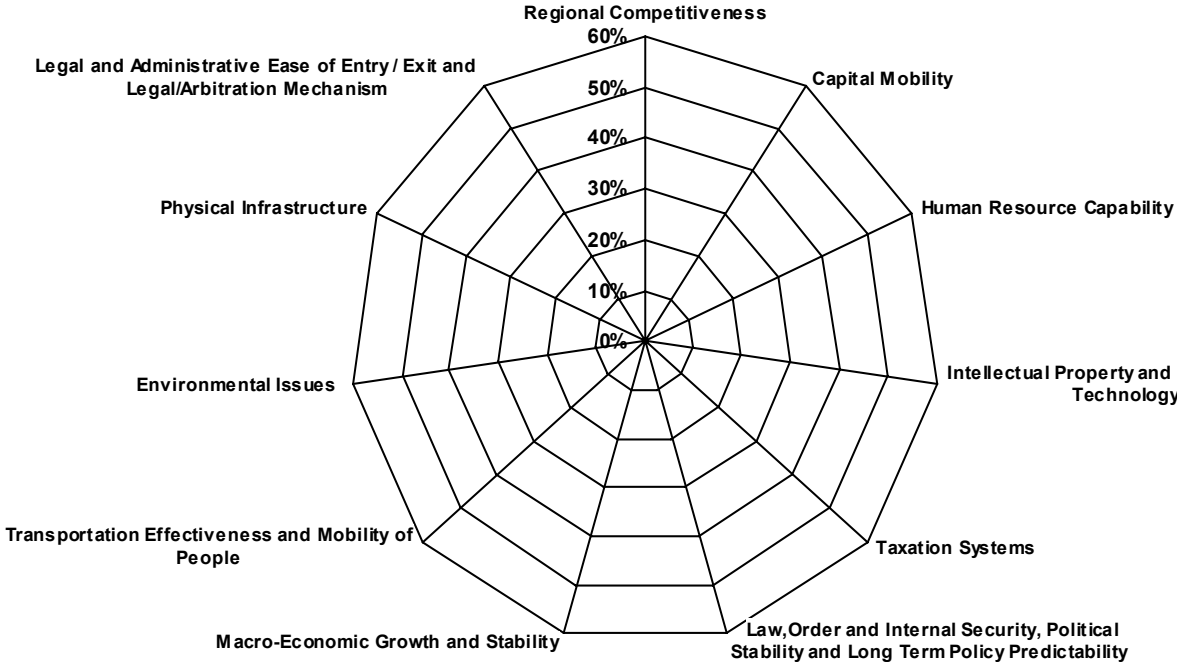 Regional Competitiveness
60%
50%
40%
30%
20%
10%
0%
Capital Mobility
Human Resource Capability
Intellectual Property and
Technology
Taxation Systems
Law,Order and Internal Security, Political
Stability and Long Term Policy Predictability
Macro-Economic Growth and Stability
Transportation Effectiveness and Mobility of
People
Environmental Issues
Physical Infrastructure
Legal and Administrative Ease of Entry / Exit and
Legal/Arbitration Mechanism